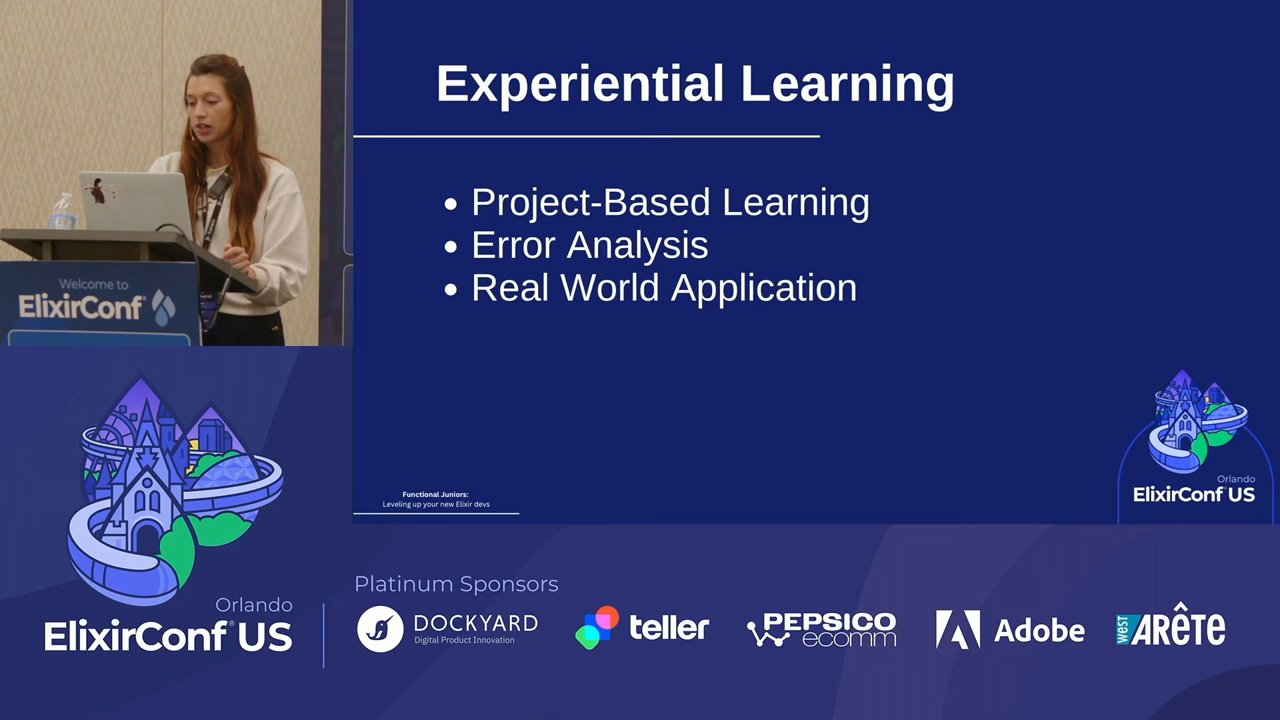 Experiential Learning
• Project-Based Learning
• Error Analysis
• Real World Application
Welcome to
ElixirConf®
Functional Juniors:
Leveling up your new Elixir devs
Orlando
ElixirConf US
Orlando
ElixirConf® US
Platinum Sponsors
DOCKYARD
Digital Product Innovation
teller
PEPSICO
ecomm
Adobe
west ARÊTE